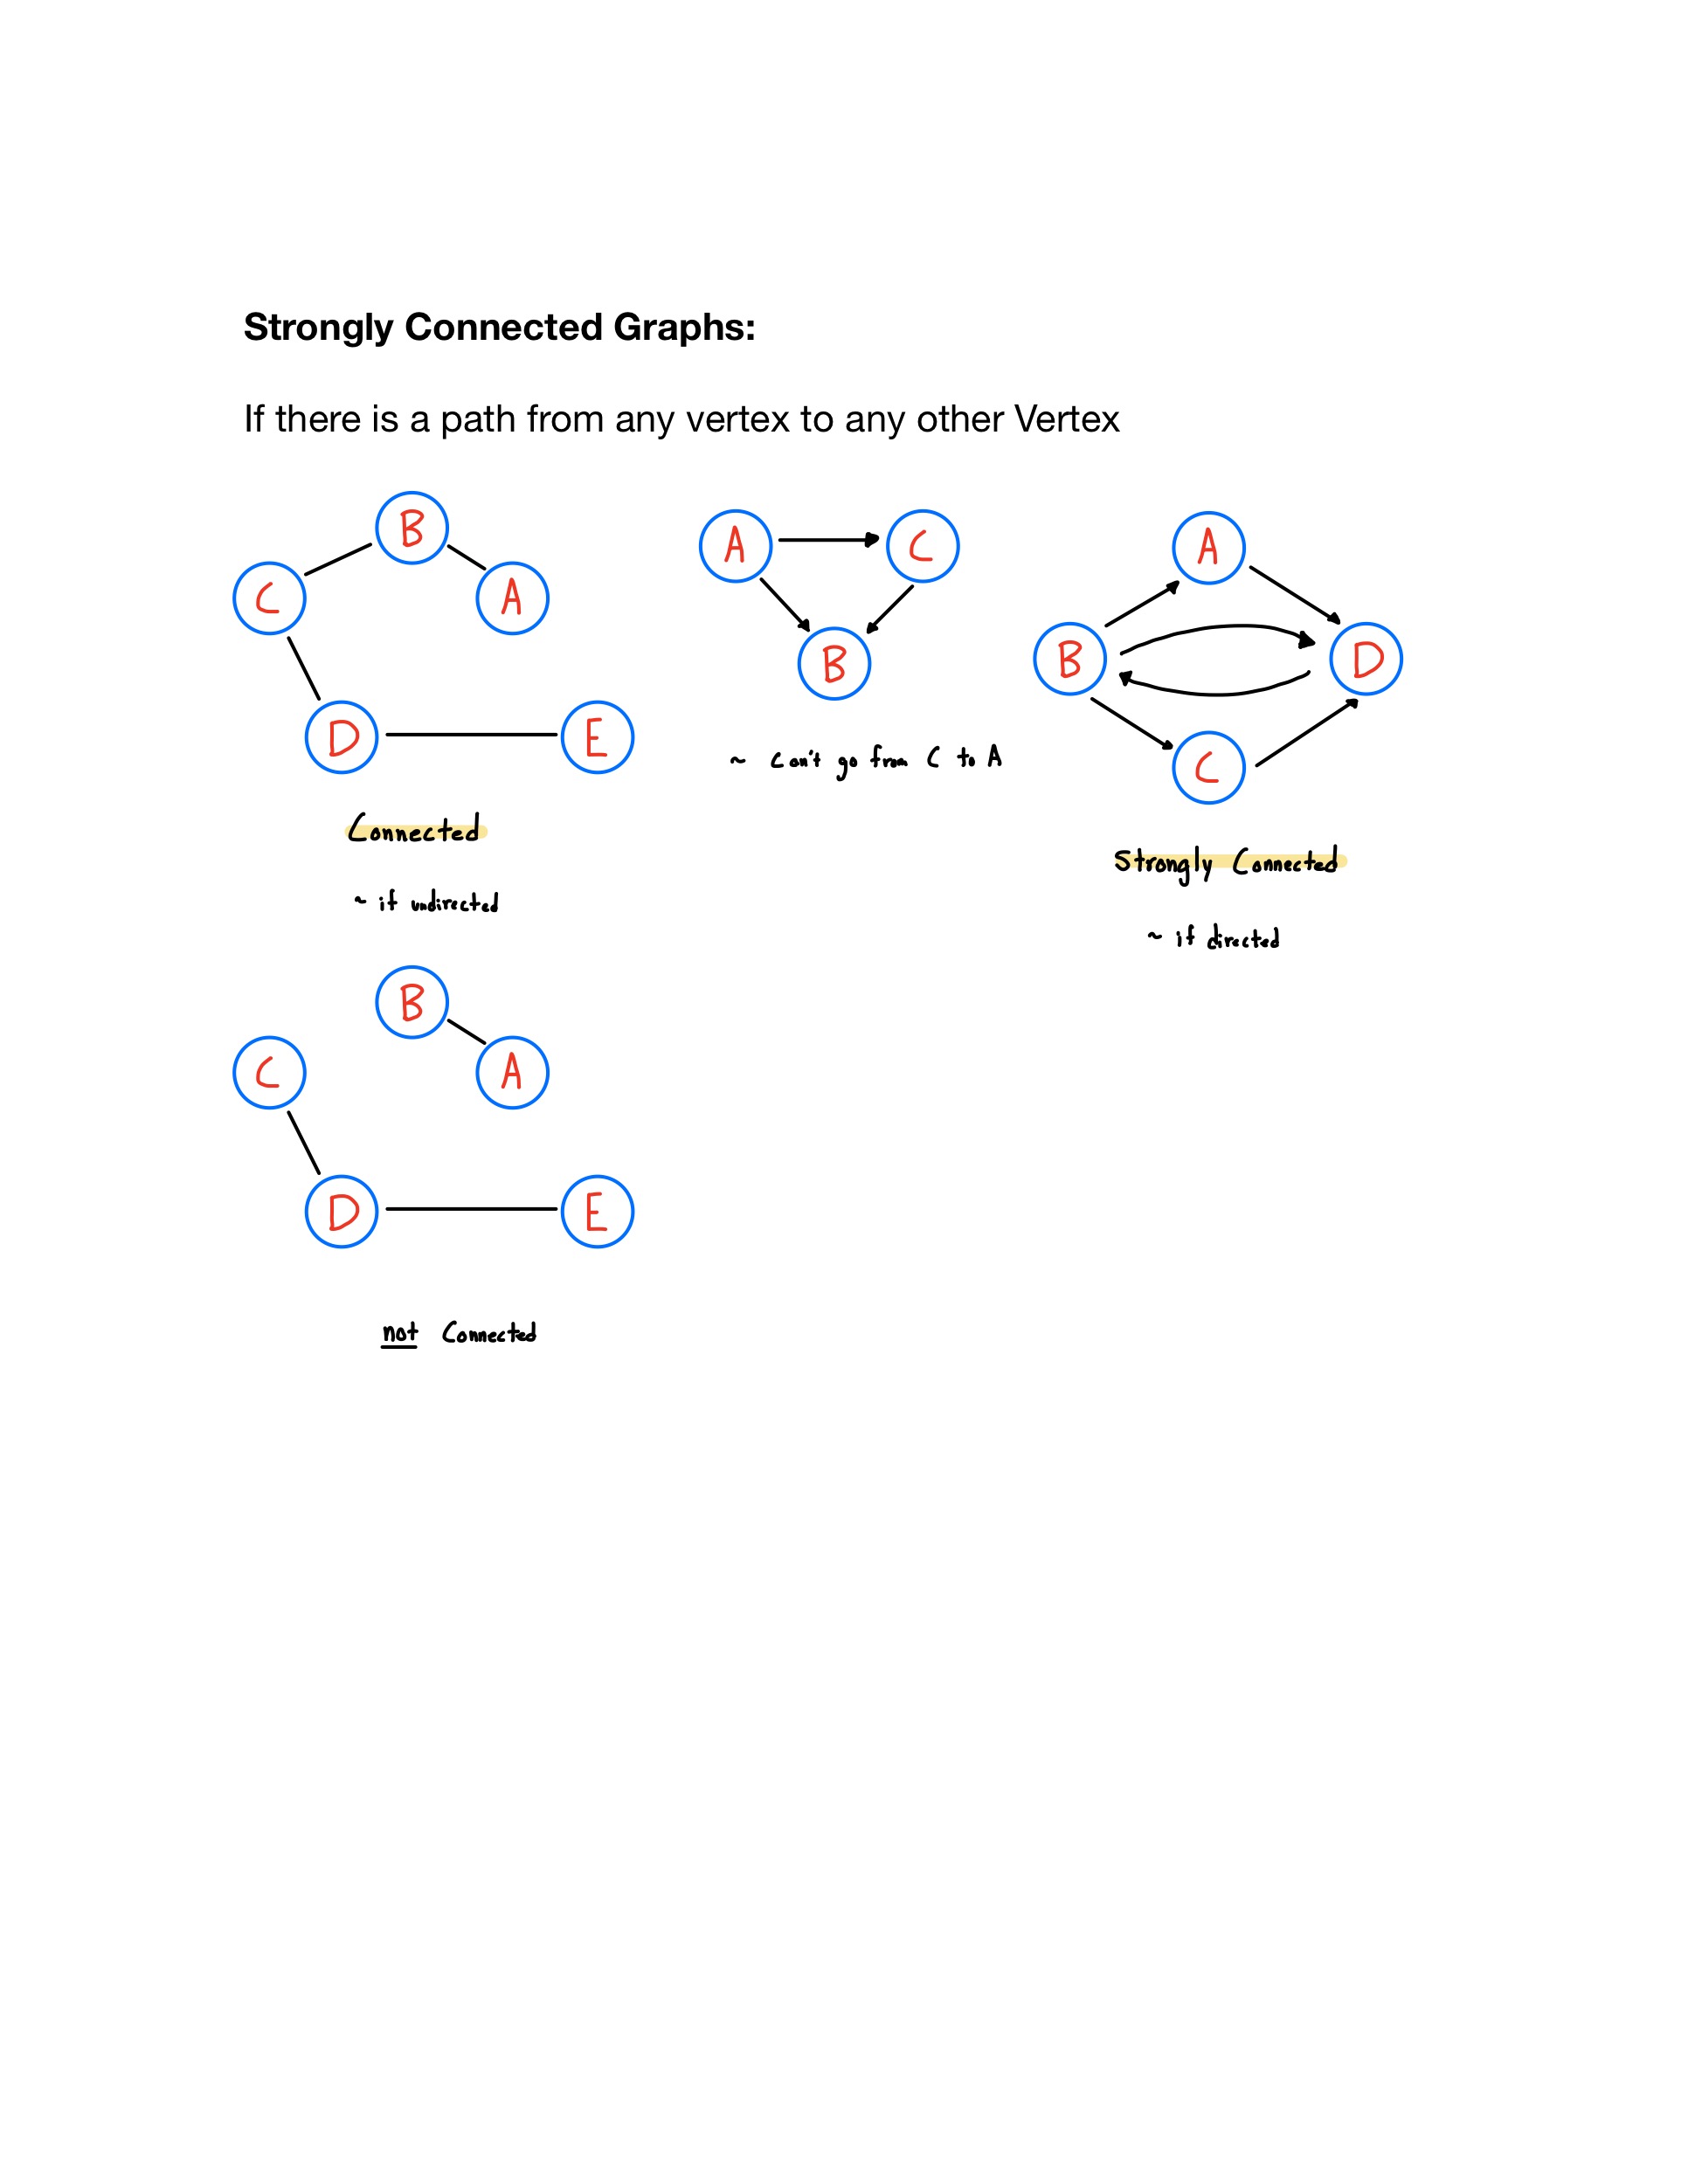 Strongly Connected Graphs:
If there is a path from any vertex to any other Vertex
B
C
A
D
E
Connected
~ if undirected
A
C
B
~ can't go from C to A
A
B
D
C
Strongly Connected
~ if directed
B
C
A
D
E
not Connected